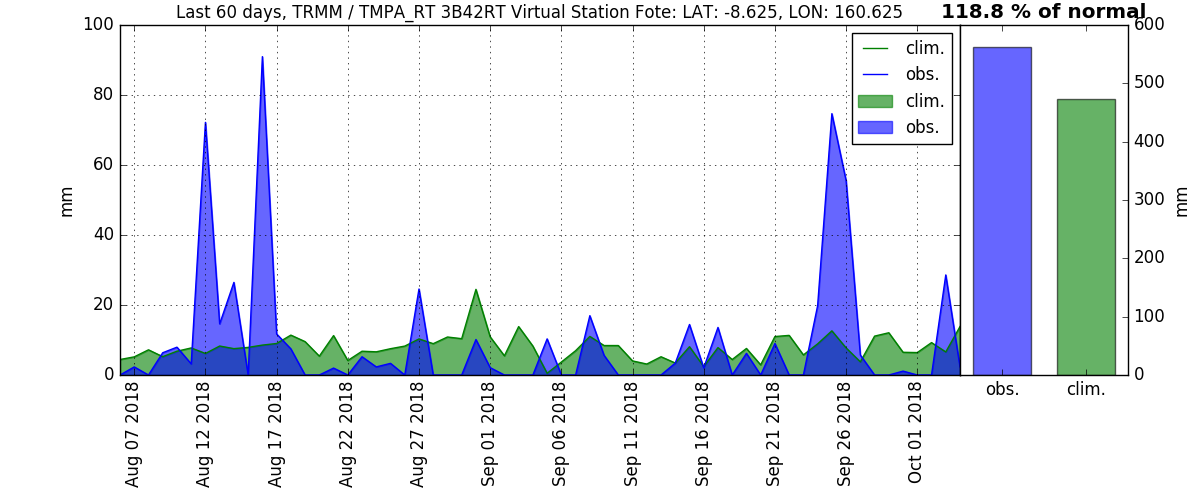 Last 60 days, TRMM / TMPA_RT 3B42RT Virtual Station Fote: LAT: -8.625, LON: 160.625
118.8 % of normal
100
80
60
40
20
0
mm
clim.
obs.
clim.
obs.
600
500
400
300
200
100
0
mm
Aug 07 2018
Aug 12 2018
Aug 17 2018
Aug 22 2018
Aug 27 2018
Sep 01 2018
Sep 06 2018
Sep 11 2018
Sep 16 2018
Sep 21 2018
Sep 26 2018
Oct 01 2018
obs.
clim.